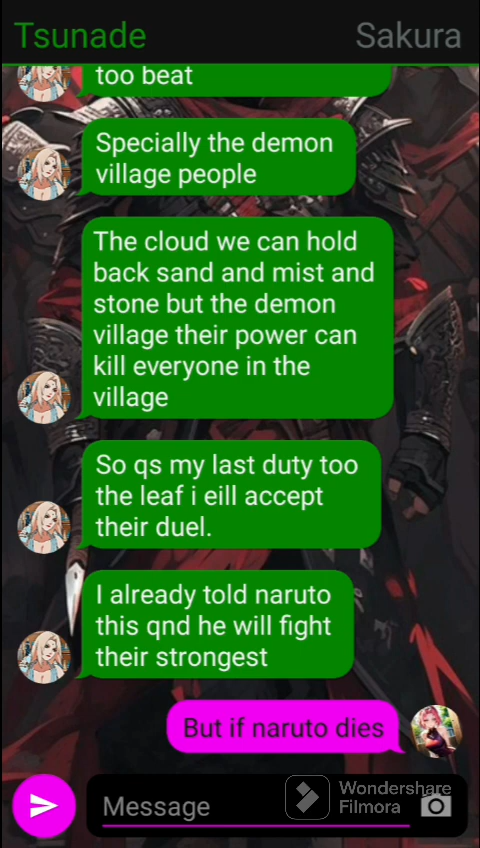 Tsunade Sakura
too beat
Specially the demon
village people
The cloud we can hold
back sand and mist and
stone but the demon
village their power can
kill everyone in the
village
So qs my last duty too
the leaf i eill accept
their duel.
I already told naruto
this qnd he will fight
their strongest
But if naruto dies
Message
Wondershare
Filmora